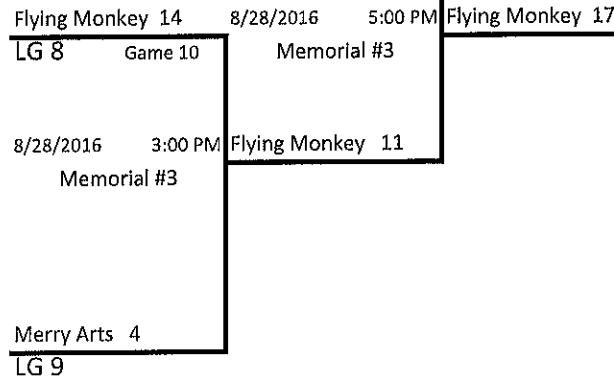 Flying Monkey 14 8/28/2016 5:00 PM Flying Monkey 17
LG 8 Game 10 Memorial #3
8/28/2016 3:00 PM Flying Monkey 11
Memorial #3
Merry Arts 4
LG 9